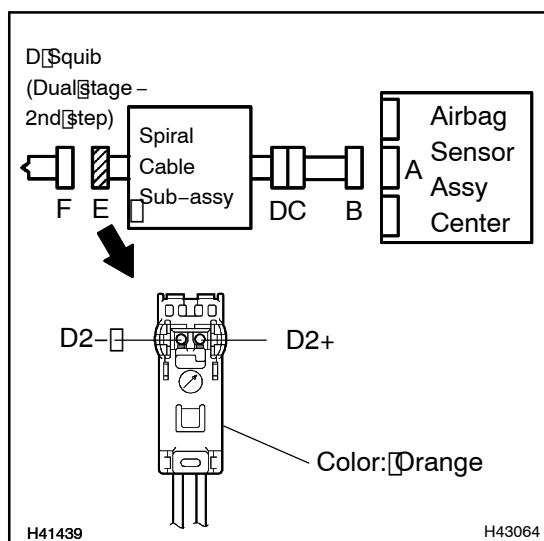 D Squib
(Dual stage –
2nd step)
Spiral
Cable
Sub–assy
Airbag
Sensor
Assy
Center
F E DC B A
D2–
D2+
Color: Orange
H41439
H43064